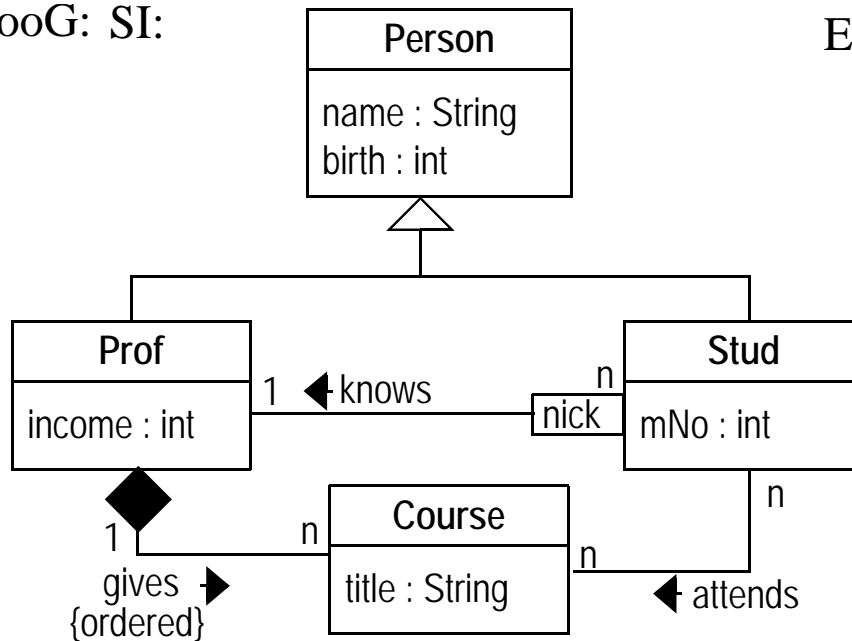 ooG: SI:
E
Person
name : String
birth : int
Prof
income : int
1
knows
n
nick
Stud
mNo : int
1
gives
{ordered}
n
Course
title : String
n
attends
n